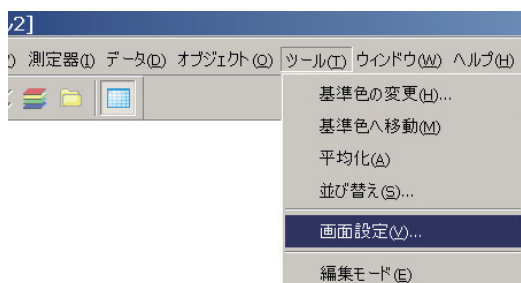 ル2]
測定器(I) データ(D) オブジェクト(O) ツール(T) ウィンドウ(W) ヘルプ(H)
基準色の変更(H)...
基準色へ移動(M)
平均化(A)
並び替え(S)...
画面設定(V)...
編集モード(E)